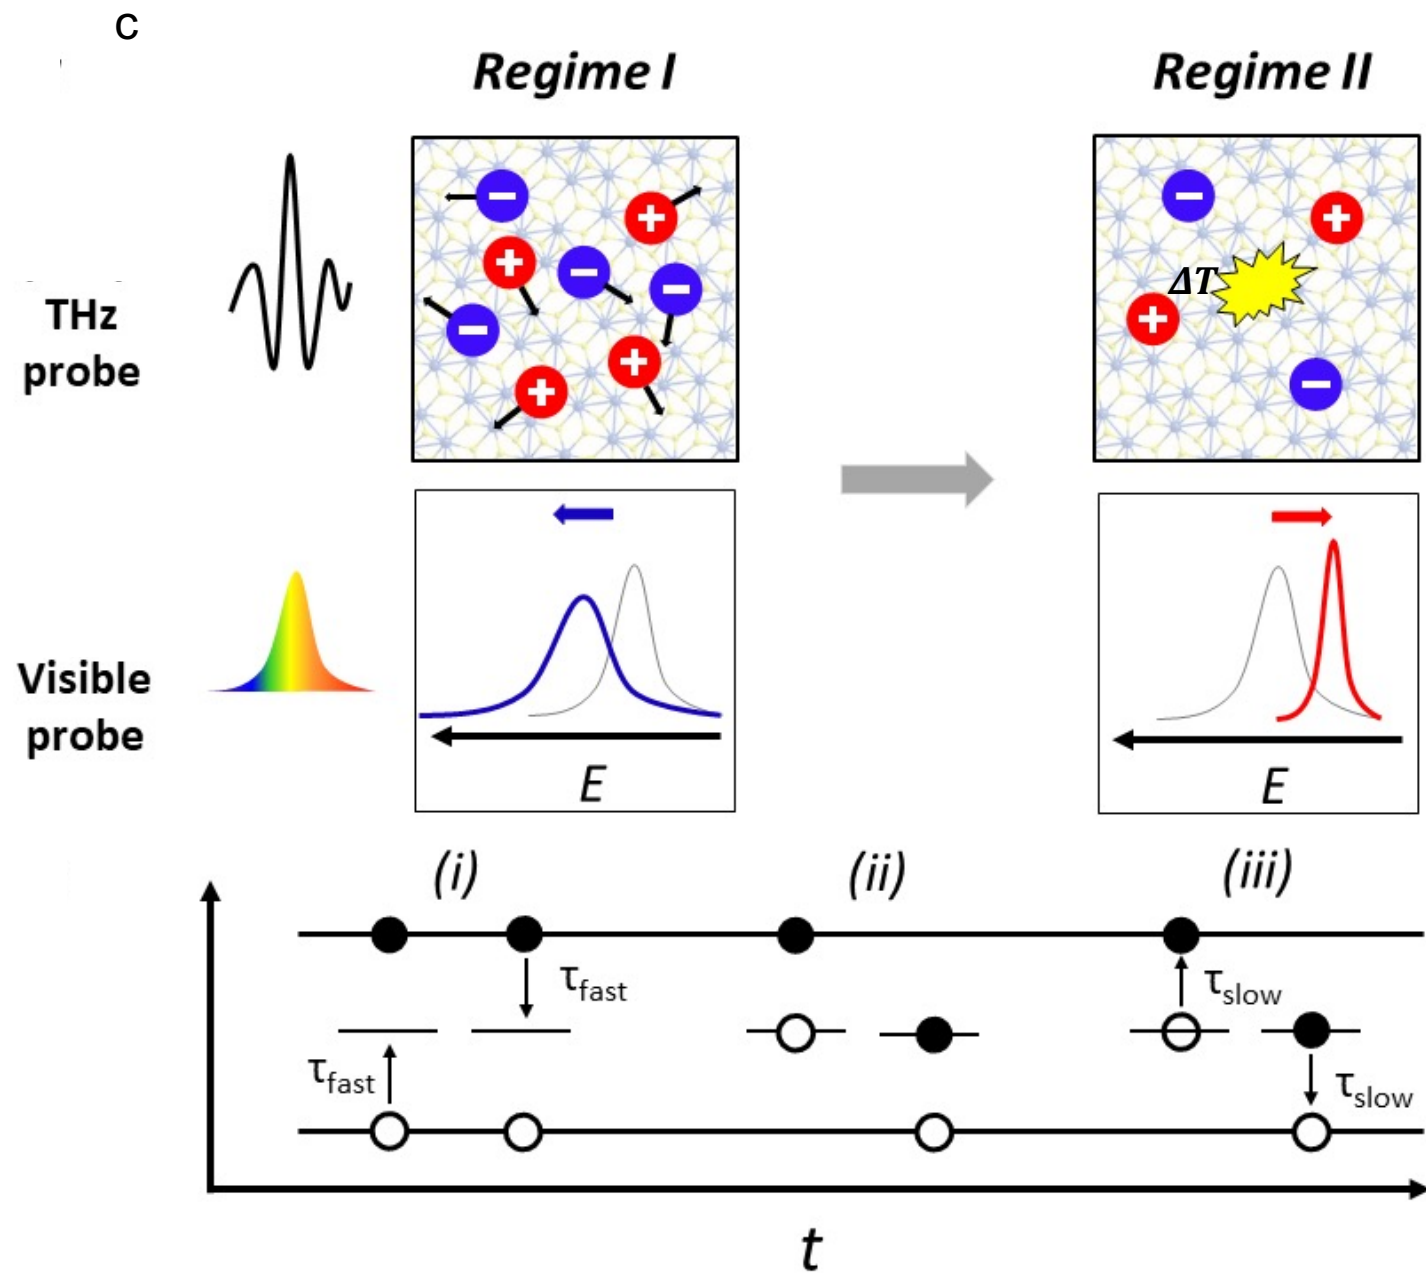 c
Regime I
Regime II
THz
probe
ΔT
Visible
probe
E
E
(i)
(ii)
(iii)
τfast
τslow
τfast
τslow
t